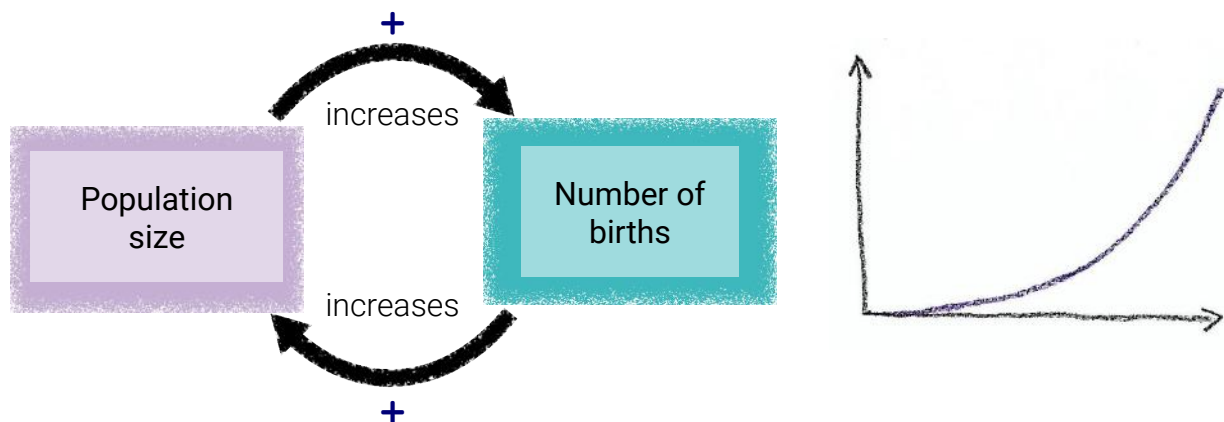 +
increases
Population
size
Number of
births
increases
+